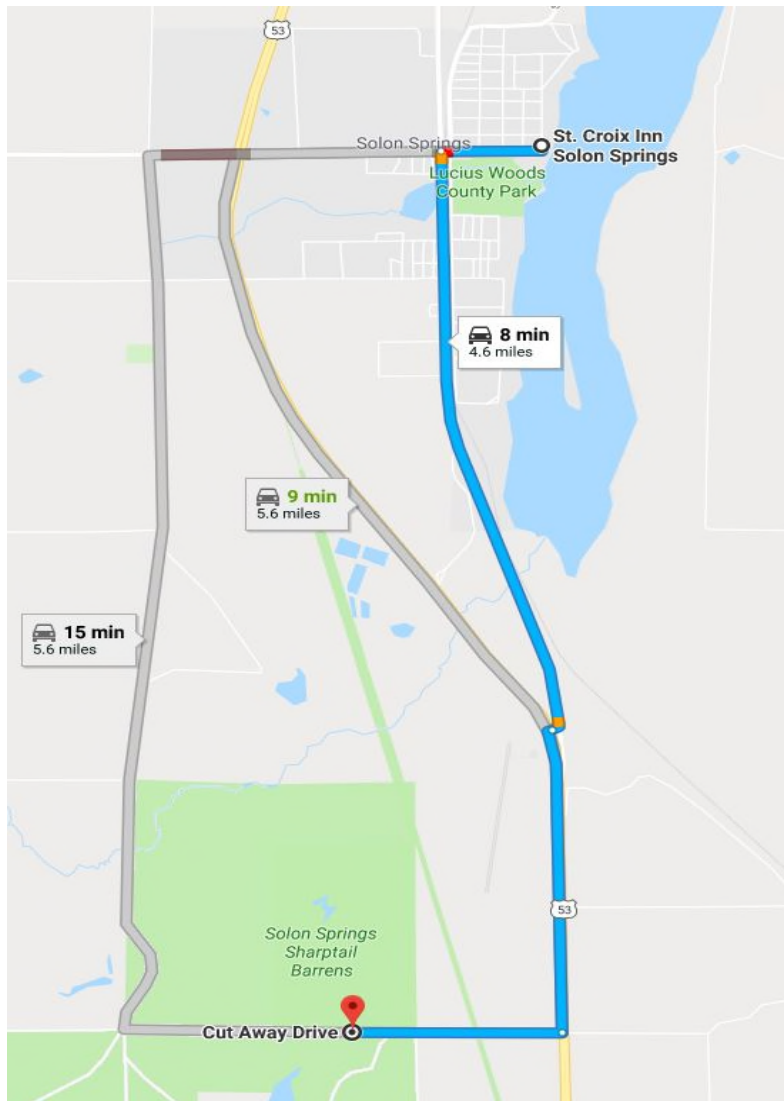 53
Solon Springs
St. Croix Inn
Solon Springs
Lucius Woods
County Park
8 min
4.6 miles
9 min
5.6 miles
15 min
5.6 miles
53
Solon Springs
Sharptail
Barrens
Cut Away Drive